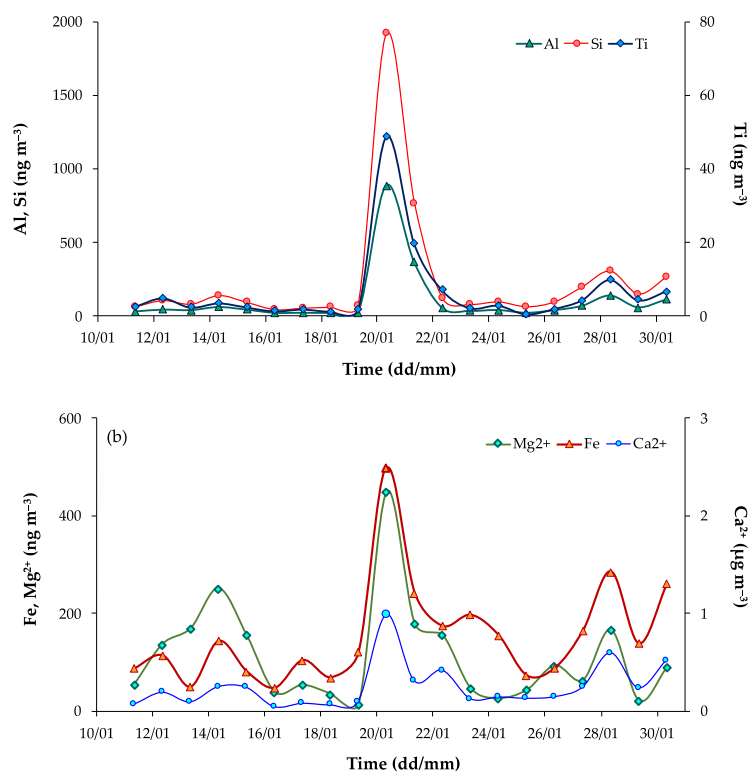 2000
1500
1000
500
0
80
60
40
20
0
Al, Si (ng m⁻³)
Ti (ng m⁻³)
Al Si Ti
10/01 12/01 14/01 16/01 18/01 20/01 22/01 24/01 26/01 28/01 30/01
Time (dd/mm)
(b)
600
400
200
0
3
2
1
0
Fe, Mg²⁺ (ng m⁻³)
Ca²⁺ (µg m⁻³)
Mg2+ Fe Ca2+
10/01 12/01 14/01 16/01 18/01 20/01 22/01 24/01 26/01 28/01 30/01
Time (dd/mm)